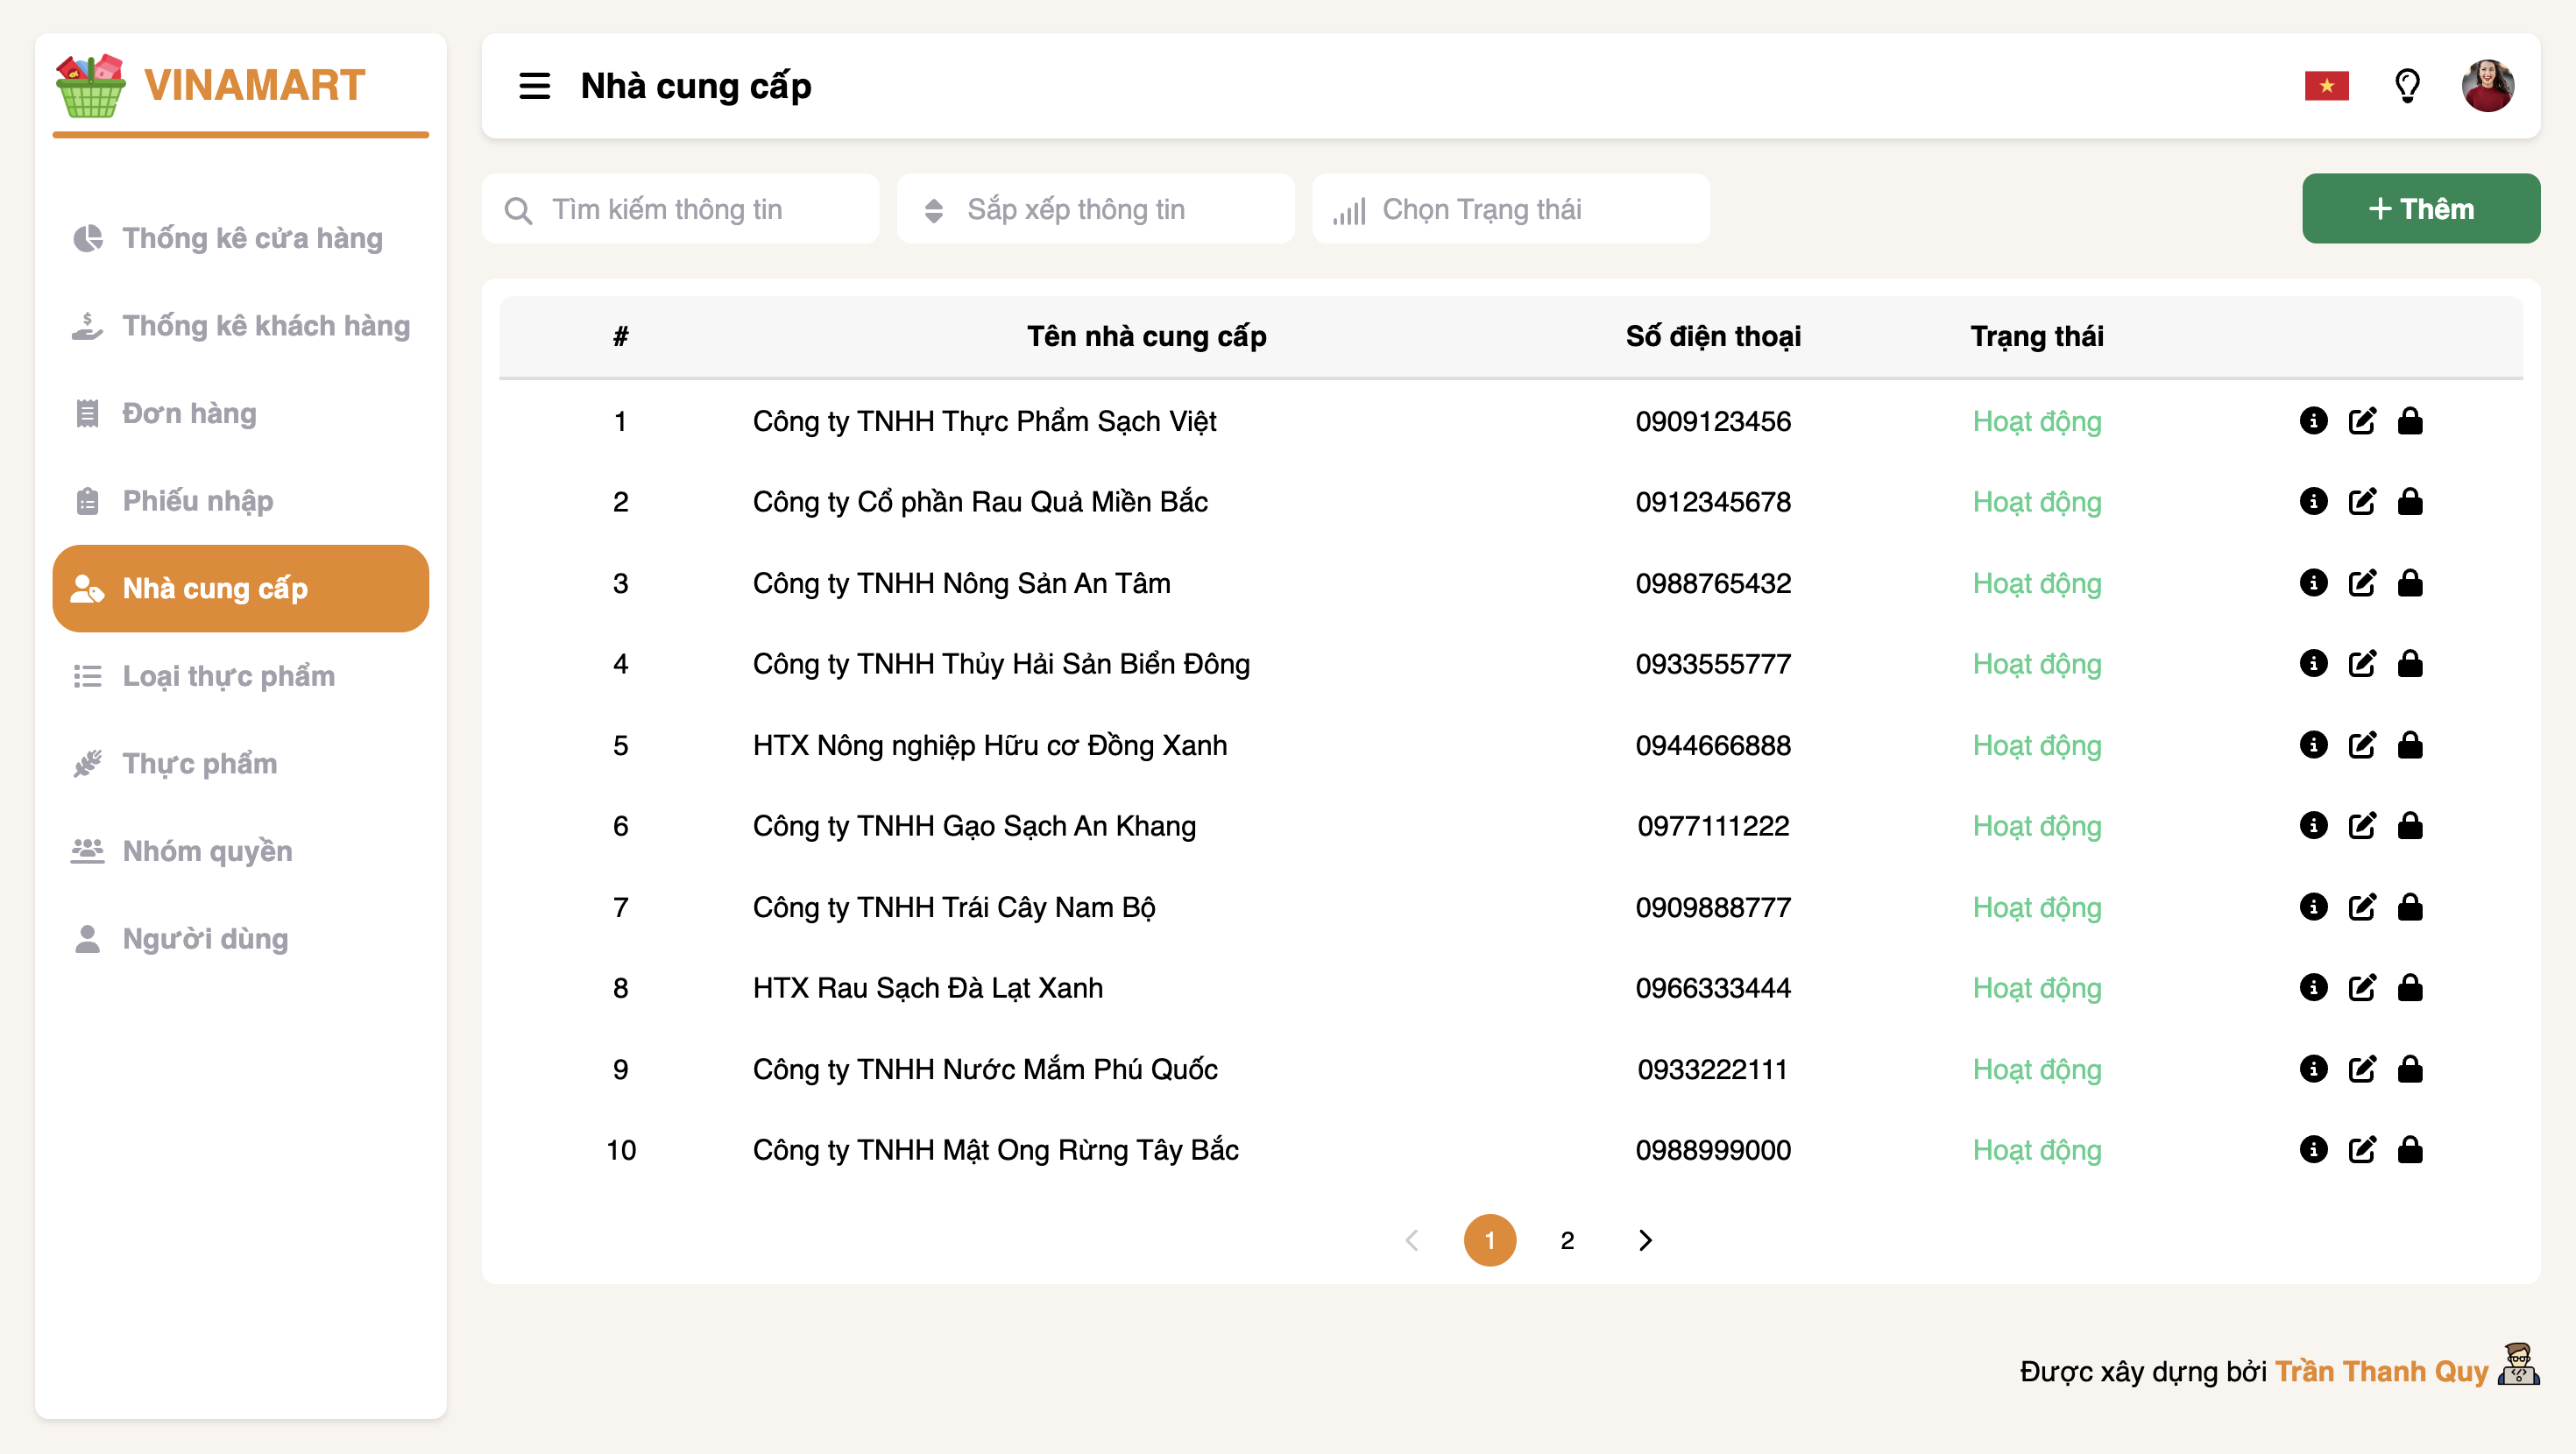 VINAMART
Thống kê cửa hàng
Thống kê khách hàng
Đơn hàng
Phiếu nhập
Nhà cung cấp
Loại thực phẩm
Thực phẩm
Nhóm quyền
Người dùng
Nhà cung cấp
Tìm kiếm thông tin
Sắp xếp thông tin
Chọn Trạng thái
+ Thêm
# Tên nhà cung cấp Số điện thoại Trạng thái
1 Công ty TNHH Thực Phẩm Sạch Việt 0909123456 Hoạt động
2 Công ty Cổ phần Rau Quả Miền Bắc 0912345678 Hoạt động
3 Công ty TNHH Nông Sản An Tâm 0988765432 Hoạt động
4 Công ty TNHH Thủy Hải Sản Biển Đông 0933555777 Hoạt động
5 HTX Nông nghiệp Hữu cơ Đồng Xanh 0944666888 Hoạt động
6 Công ty TNHH Gạo Sạch An Khang 0977111222 Hoạt động
7 Công ty TNHH Trái Cây Nam Bộ 0909888777 Hoạt động
8 HTX Rau Sạch Đà Lạt Xanh 0966333444 Hoạt động
9 Công ty TNHH Nước Mắm Phú Quốc 0933222111 Hoạt động
10 Công ty TNHH Mật Ong Rừng Tây Bắc 0988999000 Hoạt động
1 2
Được xây dựng bởi Trần Thanh Quy